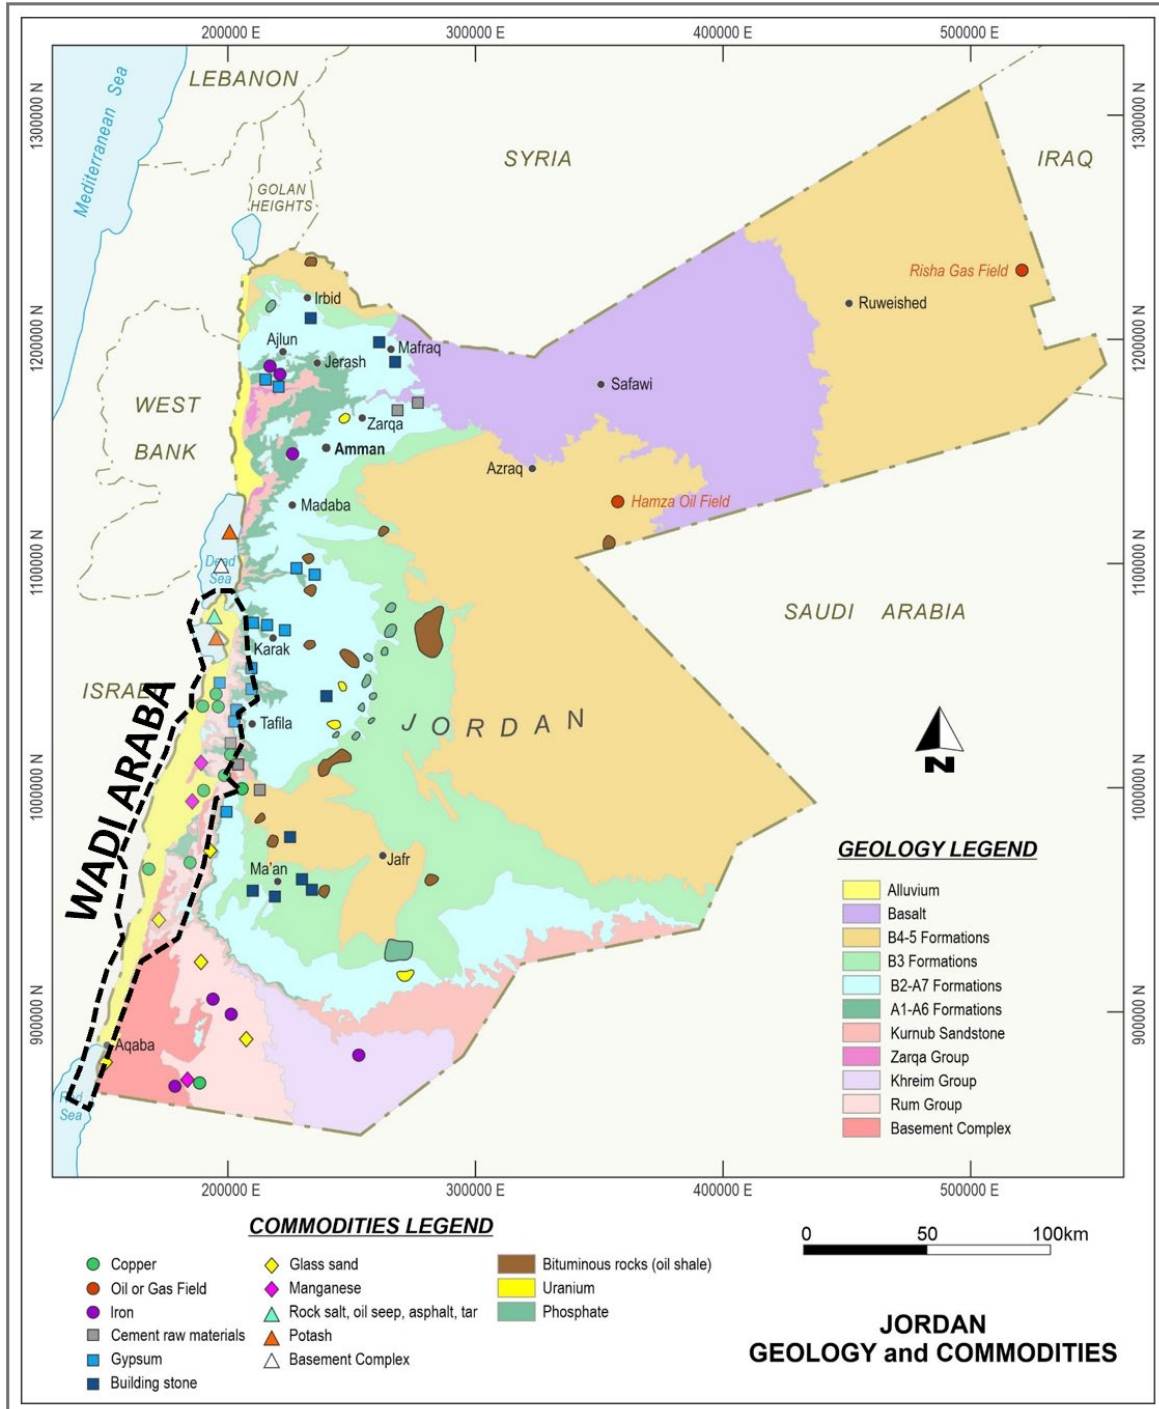 200000 E
300000 E
400000 E
500000 E
1300000 N
1200000 N
1100000 N
1000000 N
900000 N
1300000 N
1200000 N
1100000 N
1000000 N
900000 N
Mediterranean Sea
LEBANON
SYRIA
IRAQ
GOLAN
HEIGHTS
Risha Gas Field
Irbid
Ruweished
Ajlun
Mafraq
Jerash
Safawi
WEST
BANK
Zarqa
Amman
Azraq
Hamza Oil Field
Madaba
Dead
Sea
SAUDI ARABIA
Karak
ISRAE
WADI ARABA
Tafila
JORDAN
N
Jafr
Ma'an
Aqaba
Red
Sea
GEOLOGY LEGEND
Alluvium
Basalt
B4-5 Formations
B3 Formations
B2-A7 Formations
A1-A6 Formations
Kurnub Sandstone
Zarqa Group
Khreim Group
Rum Group
Basement Complex
200000 E
300000 E
400000 E
500000 E
COMMODITIES LEGEND
Copper
Oil or Gas Field
Iron
Cement raw materials
Gypsum
Building stone
Glass sand
Manganese
Rock salt, oil seep, asphalt, tar
Potash
Basement Complex
Bituminous rocks (oil shale)
Uranium
Phosphate
0 50 100km
JORDAN
GEOLOGY and COMMODITIES